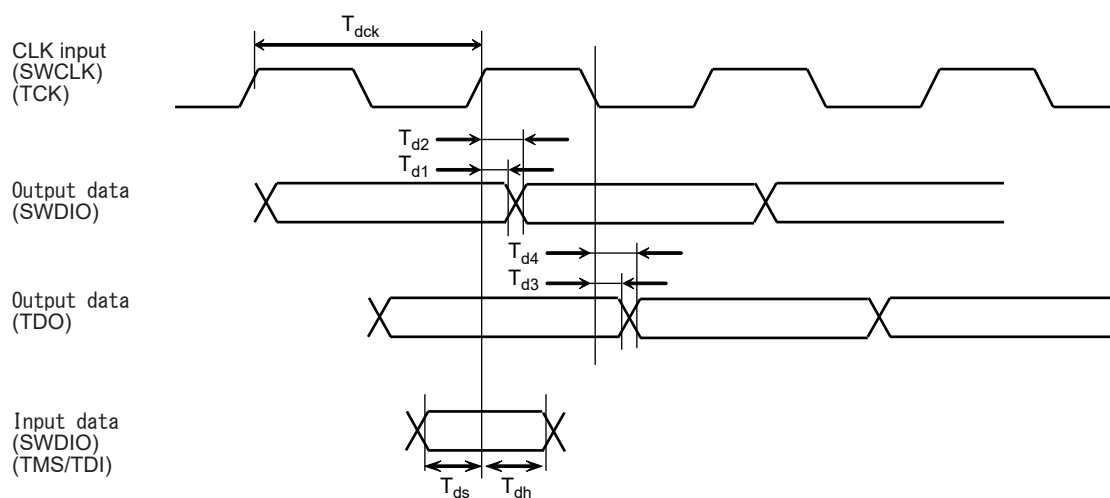 T_dck
CLK input
(SWCLK)
(TCK)
T_d2
T_d1
Output data
(SWDIO)
T_d4
T_d3
Output data
(TDO)
Input data
(SWDIO)
(TMS/TDI)
T_ds T_dh